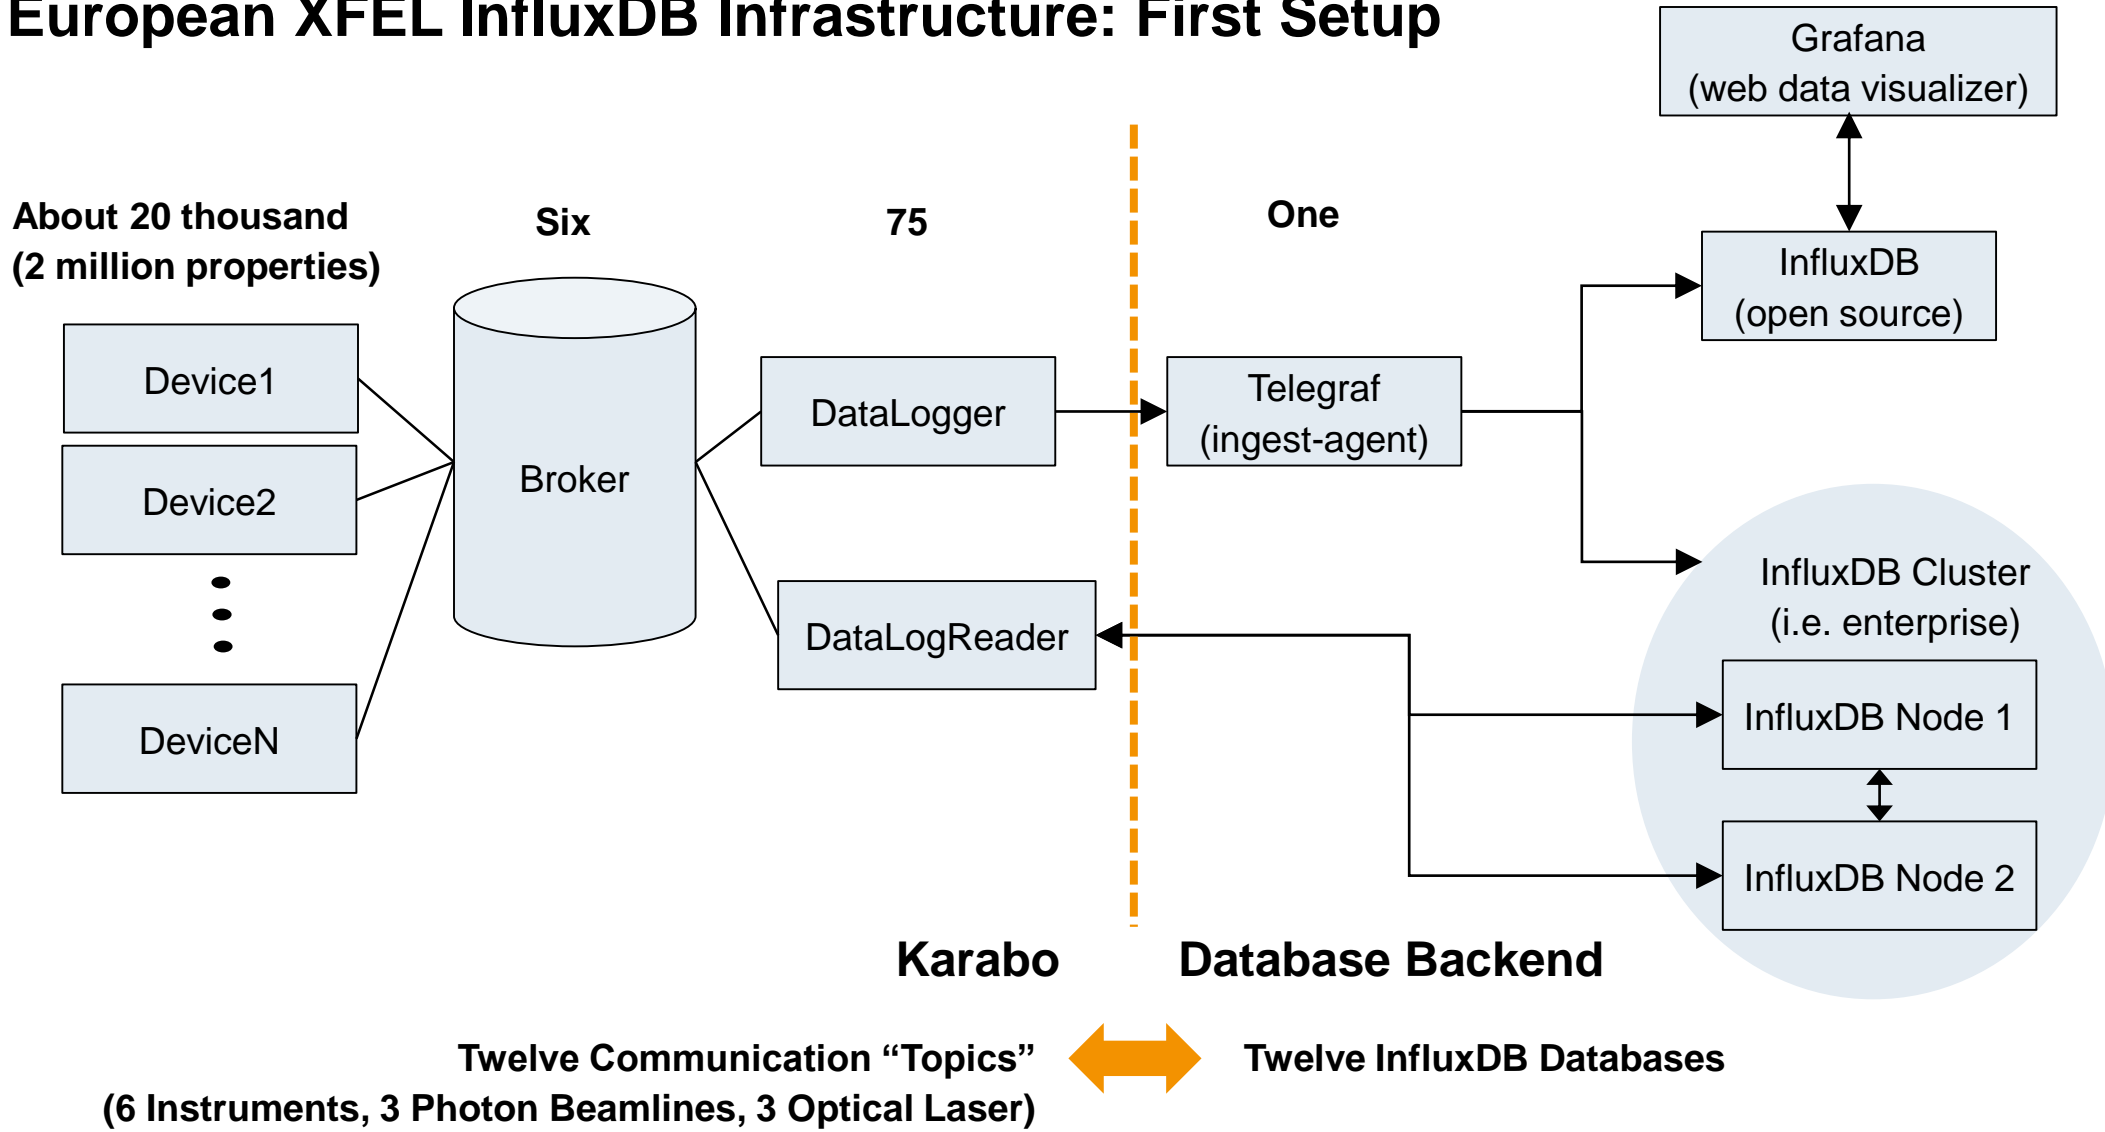 European XFEL InfluxDB Infrastructure: First Setup
Grafana
(web data visualizer)
About 20 thousand
(2 million properties)
Six
75
One
InfluxDB
(open source)
Device1
Device2
DeviceN
Broker
DataLogger
DataLogReader
Telegraf
(ingest-agent)
InfluxDB Cluster
(i.e. enterprise)
InfluxDB Node 1
InfluxDB Node 2
Karabo
Database Backend
Twelve Communication “Topics”
(6 Instruments, 3 Photon Beamlines, 3 Optical Laser)
Twelve InfluxDB Databases